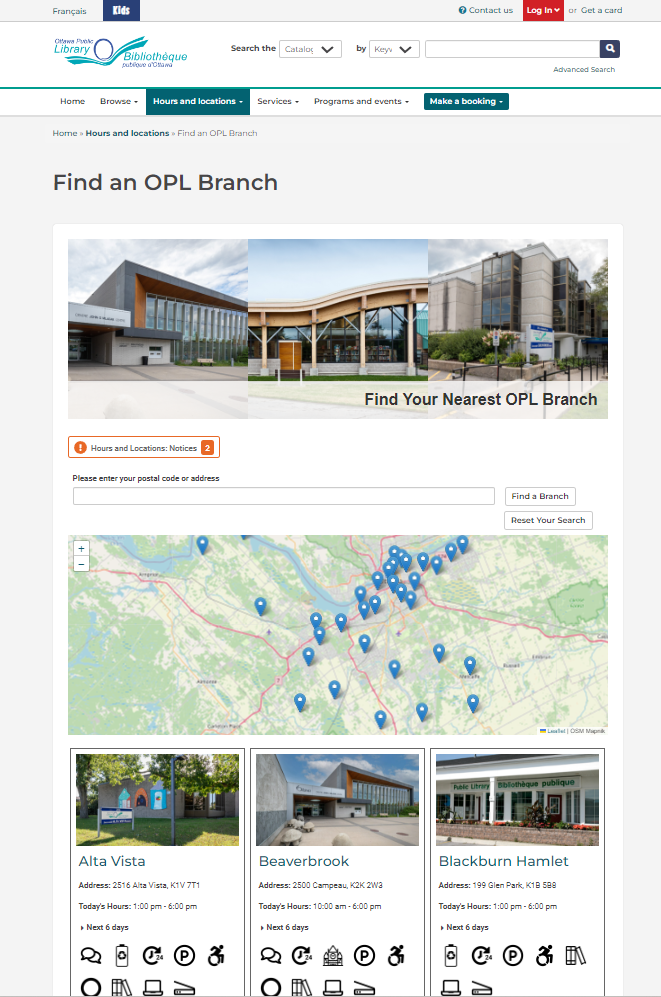 Français
Kids
Contact us
Log In
or
Get a card
Ottawa Public
Library
Bibliothèque
publique d'Ottawa
Search the
by
Advanced Search
Home
Browse
Hours and locations
Services
Programs and events
Make a booking
Home » Hours and locations » Find an OPL Branch
Find an OPL Branch
Find Your Nearest OPL Branch
! Hours and Locations: Notices 2
Please enter your postal code or address
Find a Branch
Reset Your Search
+
−
Leaflet | OSM Mapnik
Public Library Bibliothèque publique
Alta Vista
Address: 2516 Alta Vista, K1V 7T1
Today's Hours: 1:00 pm - 6:00 pm
Next 6 days
24
P
Beaverbrook
Address: 2500 Campeau, K2K 2W3
Today's Hours: 10:00 am - 6:00 pm
Next 6 days
24
P
Blackburn Hamlet
Address: 199 Glen Park, K1B 5B8
Today's Hours: 1:00 pm - 6:00 pm
Next 6 days
24
P